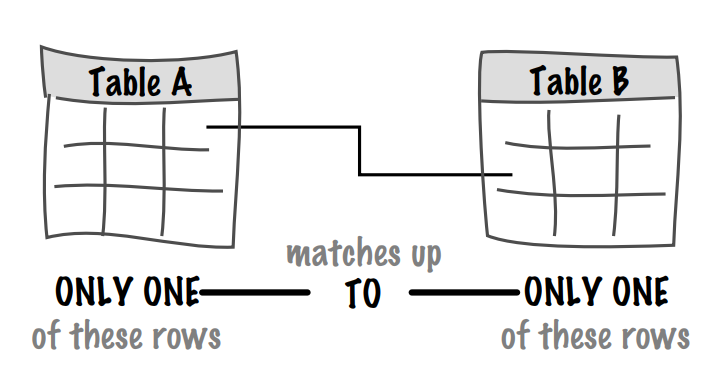 Table A
Table B
matches up
ONLY ONE TO ONLY ONE
of these rows
of these rows